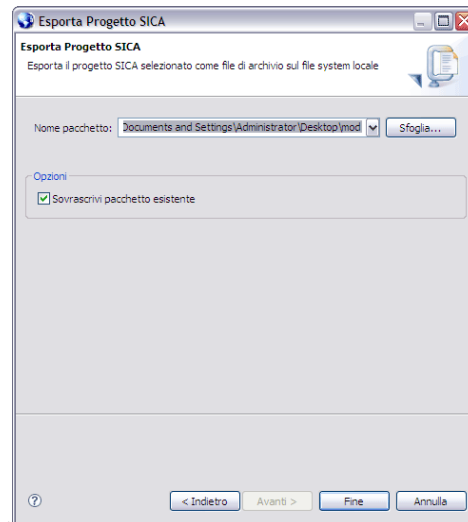 Esporta Progetto SICA
Esporta Progetto SICA
Esporta il progetto SICA selezionato come file di archivio sul file system locale
Nome pacchetto: Documents and Settings\Administrator\Desktop\mod Sfoglia...
Opzioni
Sovrascrivi pacchetto esistente
< Indietro Avanti > Fine Annulla